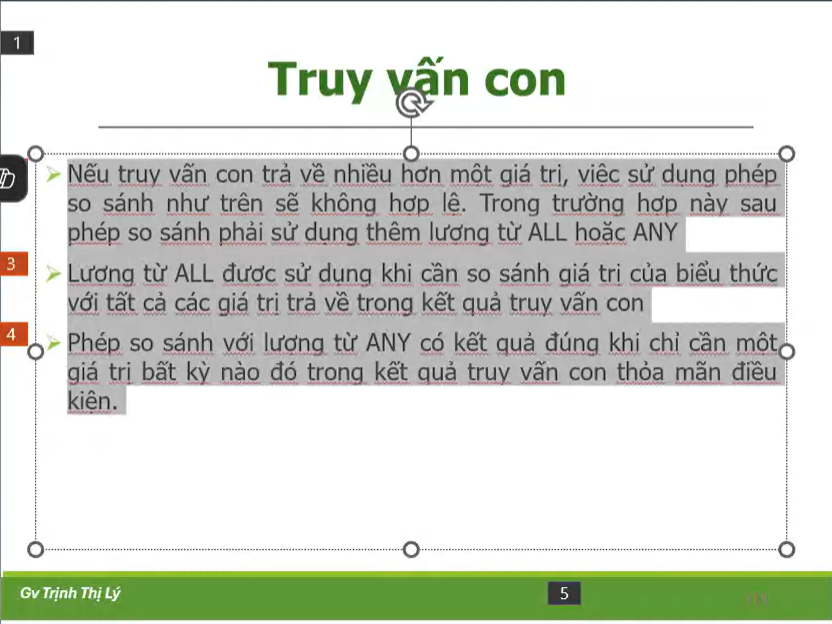 1
Truy vấn con
Nếu truy vấn con trả về nhiều hơn một giá trị, việc sử dụng phép
so sánh như trên sẽ không hợp lệ. Trong trường hợp này sau
phép so sánh phải sử dụng thêm lượng từ ALL hoặc ANY
3
Lượng từ ALL được sử dụng khi cần so sánh giá trị của biểu thức
với tất cả các giá trị trả về trong kết quả truy vấn con
4
Phép so sánh với lượng từ ANY có kết quả đúng khi chỉ cần một
giá trị bất kỳ nào đó trong kết quả truy vấn con thỏa mãn điều
kiện.
Gv Trịnh Thị Lý
5